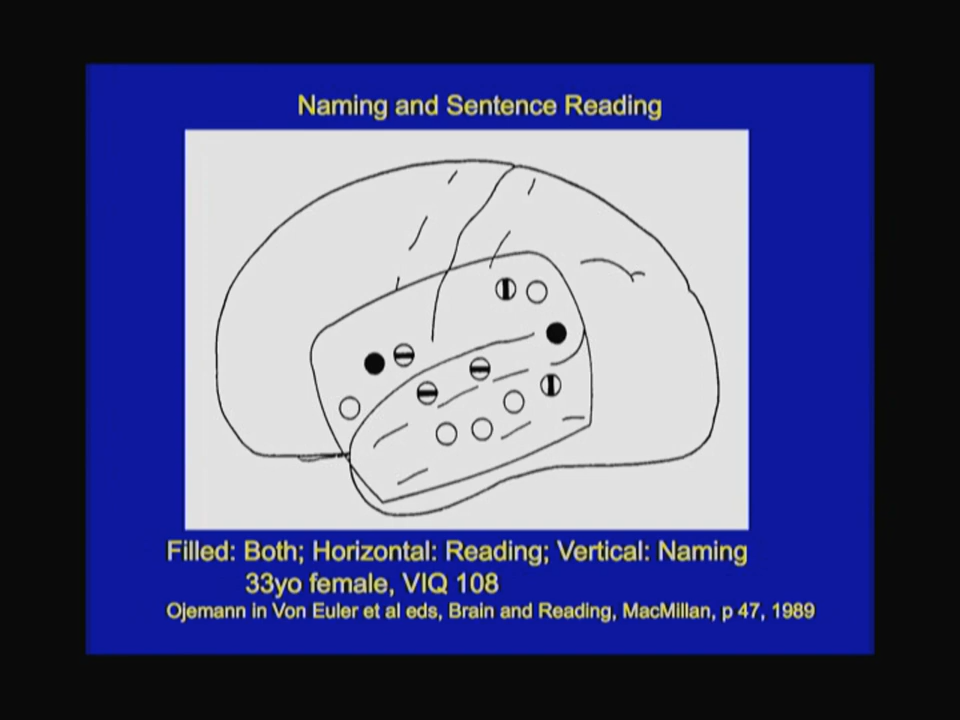 Naming and Sentence Reading
Filled: Both; Horizontal: Reading; Vertical: Naming
33yo female, VIQ 108
Ojemann in Von Euler et al eds, Brain and Reading, MacMillan, p 47, 1989